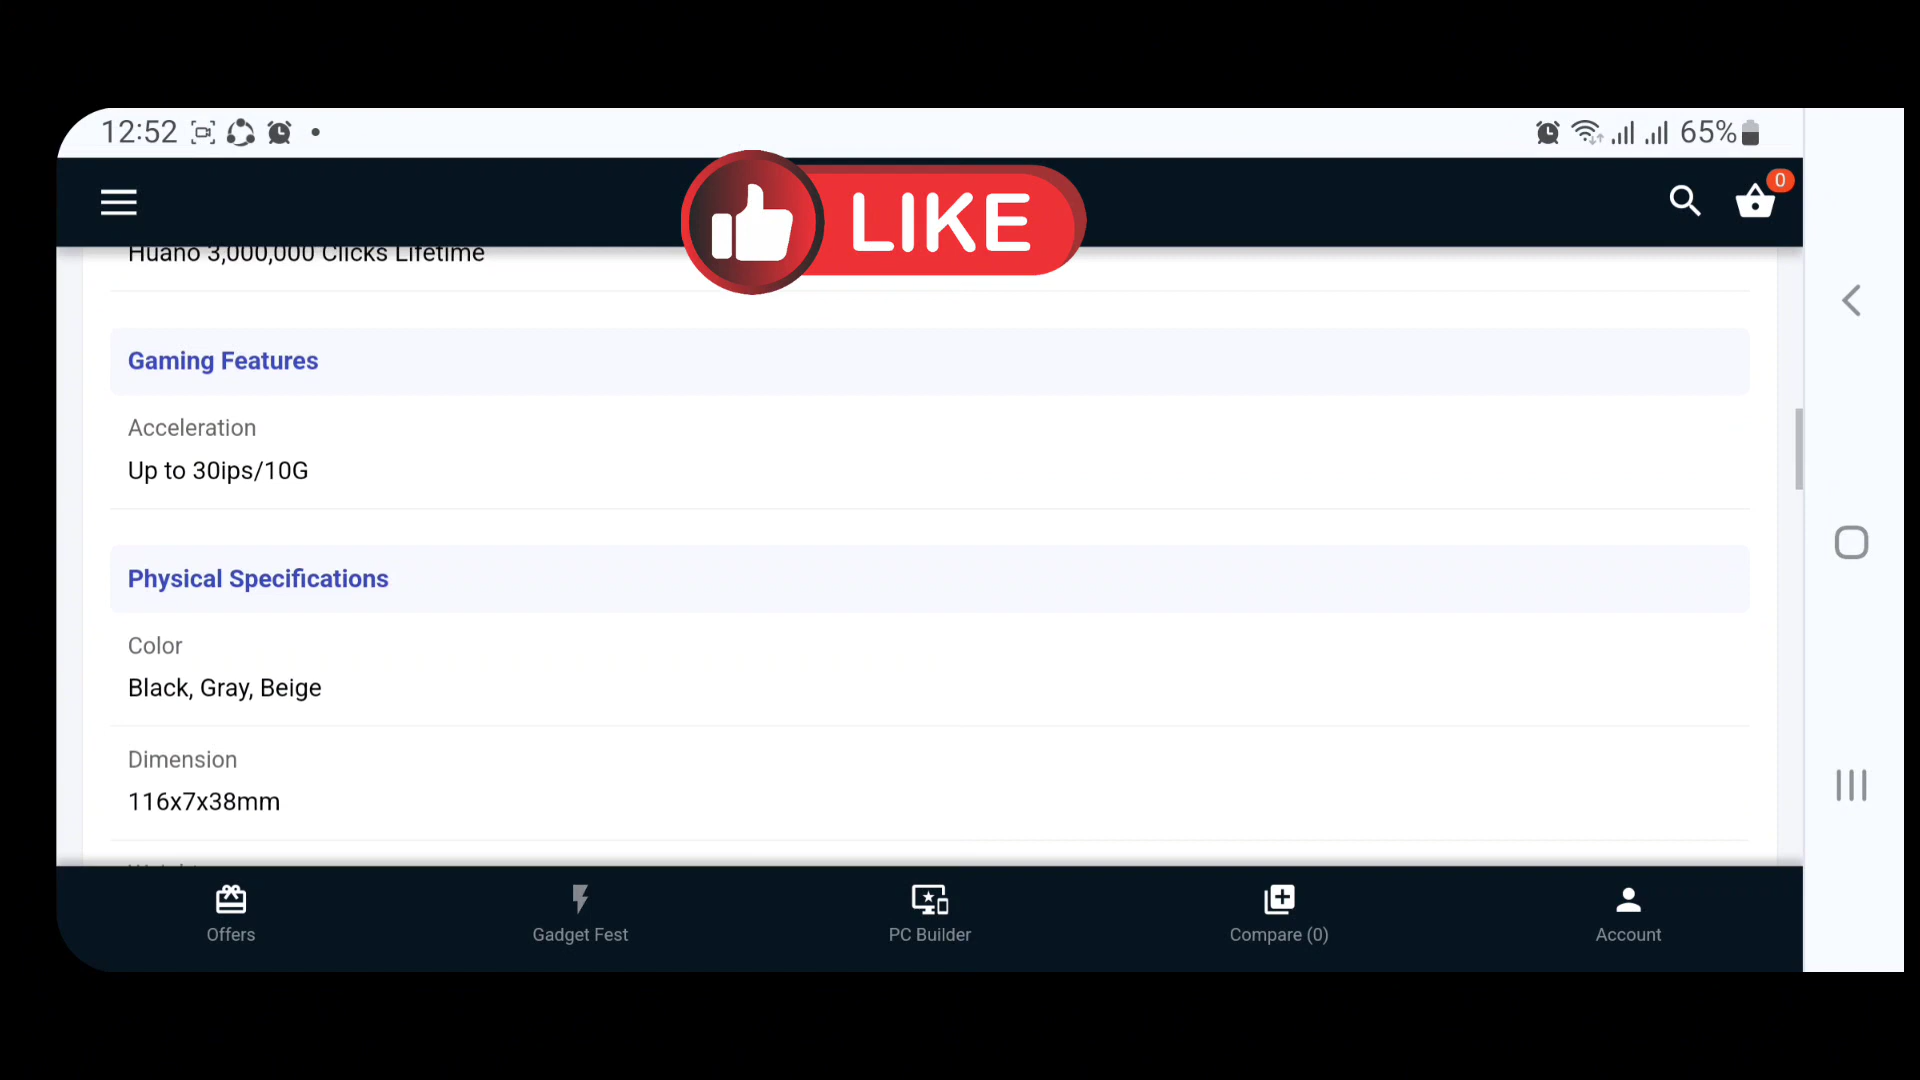 12:52
65%
LIKE
0
Huano 3,000,000 Clicks Lifetime
Gaming Features
Acceleration
Up to 30ips/10G
Physical Specifications
Color
Black, Gray, Beige
Dimension
116x7x38mm
Offers
Gadget Fest
PC Builder
Compare (0)
Account